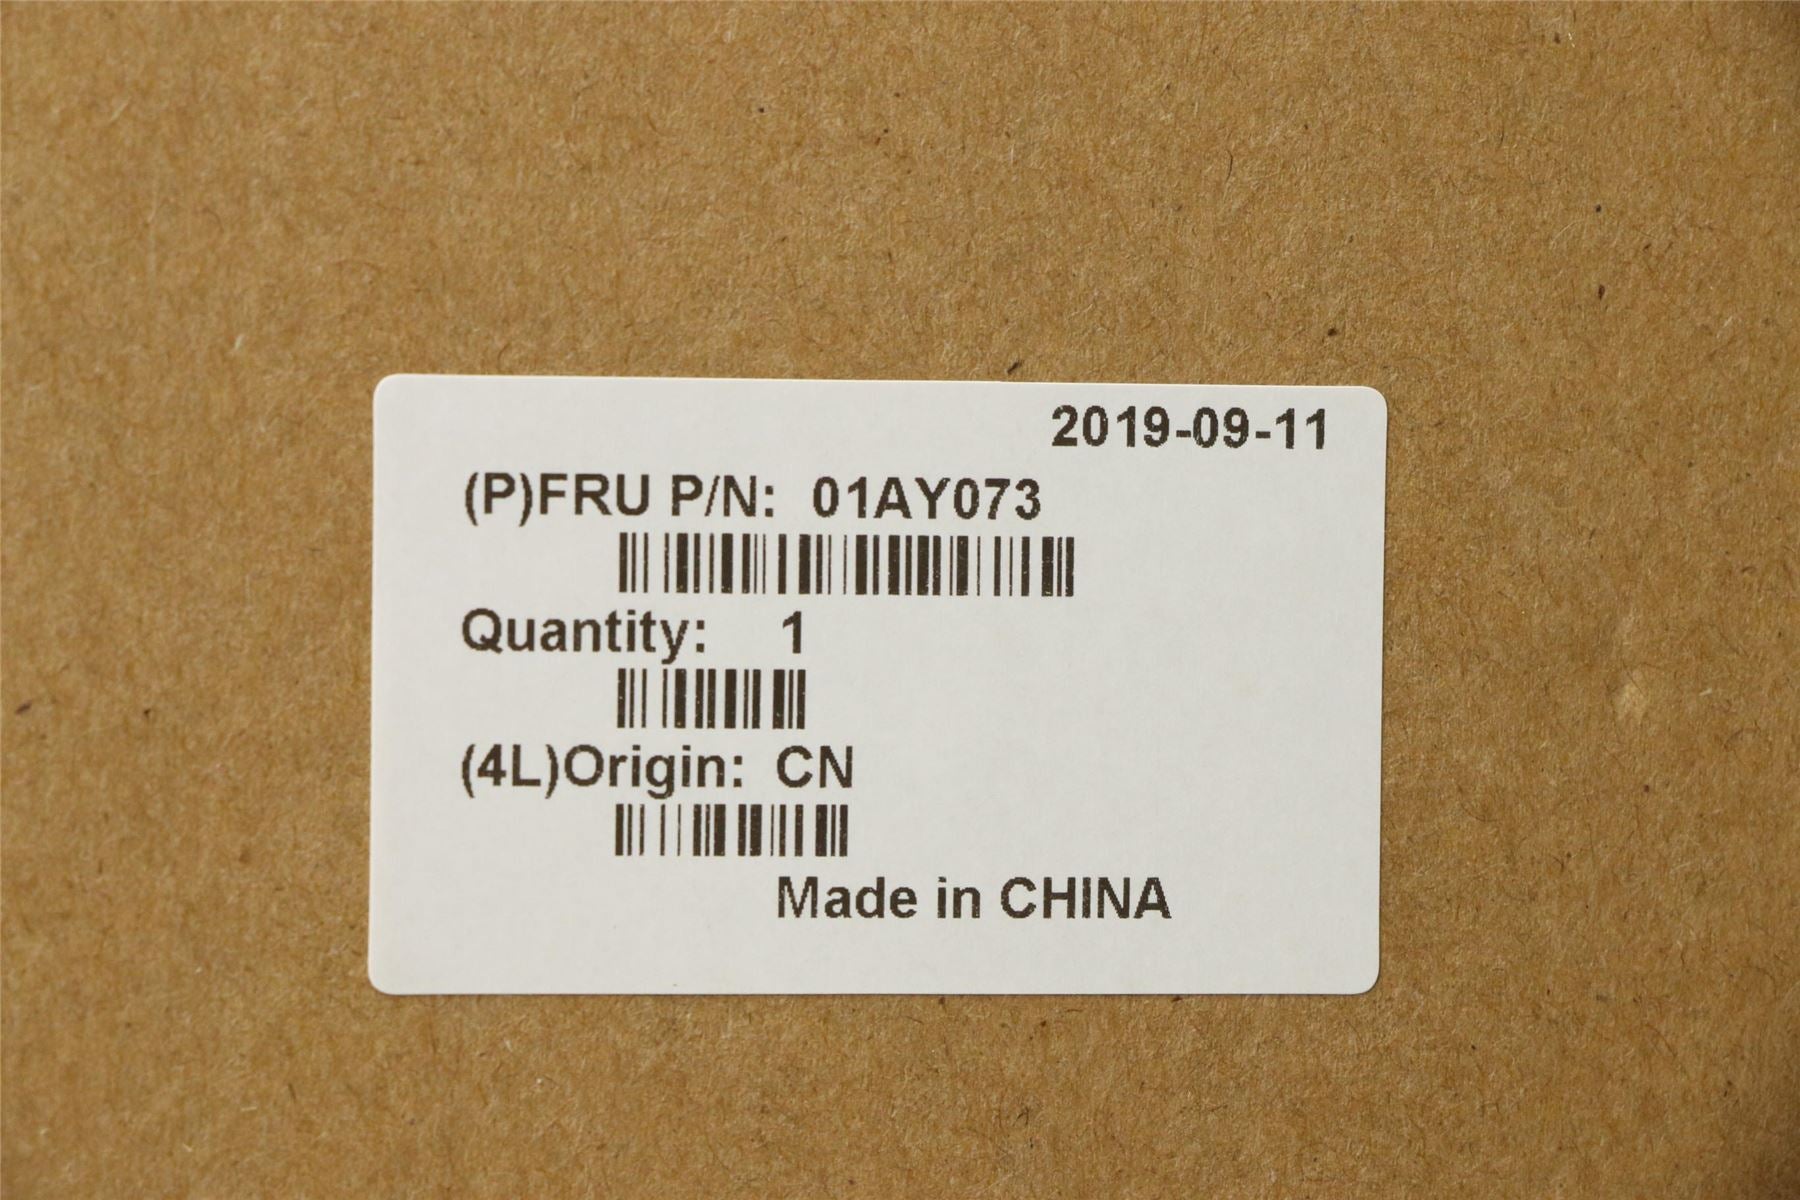 2019-09-11
(P)FRU P/N: 01AY073
Quantity: 1
(4L)Origin: CN
Made in CHINA